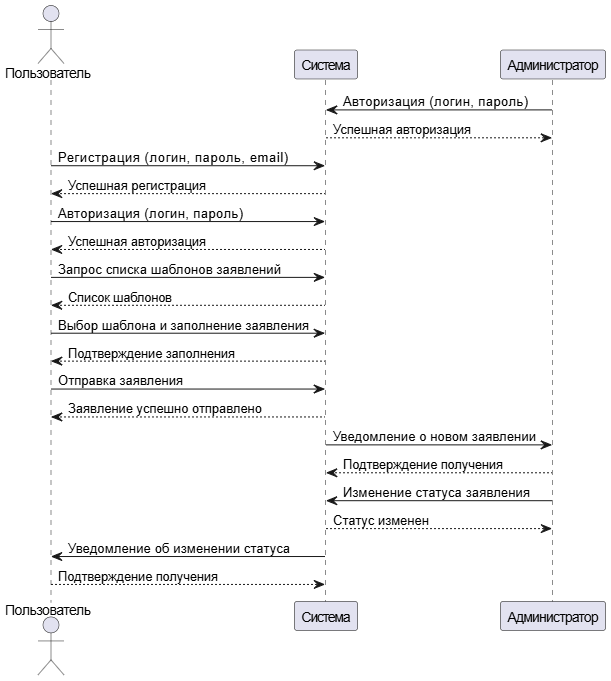 Пользователь
Система
Администратор
Авторизация (логин, пароль)
Успешная авторизация
Регистрация (логин, пароль, email)
Успешная регистрация
Авторизация (логин, пароль)
Успешная авторизация
Запрос списка шаблонов заявлений
Список шаблонов
Выбор шаблона и заполнение заявления
Подтверждение заполнения
Отправка заявления
Заявление успешно отправлено
Уведомление о новом заявлении
Подтверждение получения
Изменение статуса заявления
Статус изменен
Уведомление об изменении статуса
Подтверждение получения
Пользователь
Система
Администратор